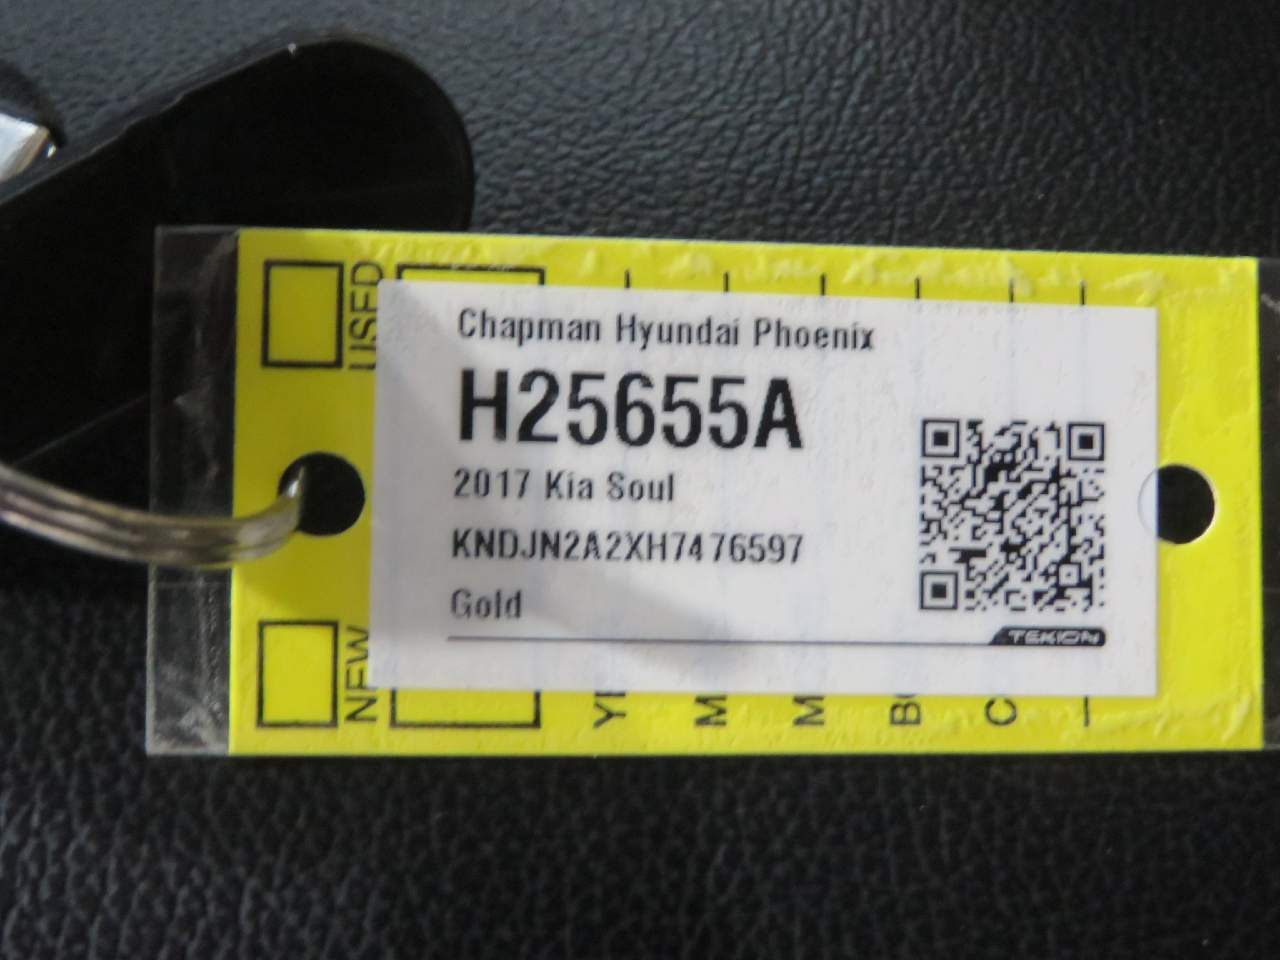 USED
Chapman Hyundai Phoenix
H25655A
2017 Kia Soul
KNDJN2A2XH7476597
Gold
TEKION
NEW